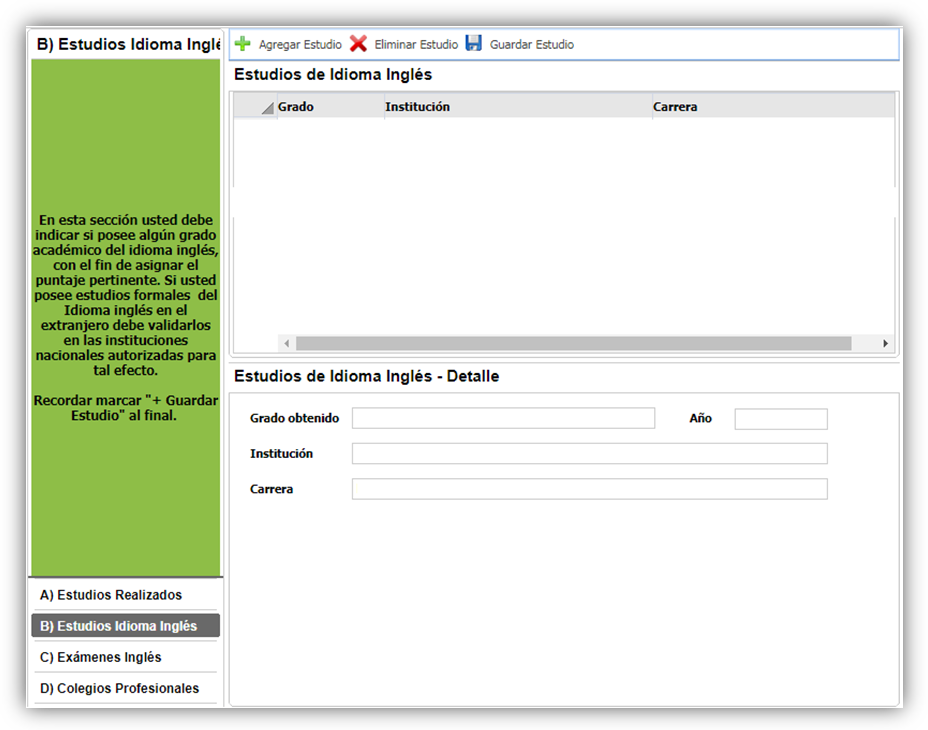 B) Estudios Idioma Inglé
Agregar Estudio Eliminar Estudio Guardar Estudio
Estudios de Idioma Inglés
Grado Institución Carrera
En esta sección usted debe
indicar si posee algún grado
académico del idioma inglés,
con el fin de asignar el
puntaje pertinente. Si usted
posee estudios formales del
Idioma inglés en el
extranjero debe validarlos
en las instituciones
nacionales autorizadas para
tal efecto.
Recordar marcar "+ Guardar
Estudio" al final.
Estudios de Idioma Inglés - Detalle
Grado obtenido Año
Institución
Carrera
A) Estudios Realizados
B) Estudios Idioma Inglés
C) Exámenes Inglés
D) Colegios Profesionales